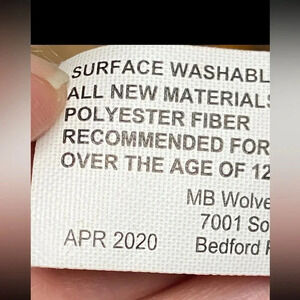 SURFACE WASHABL
ALL NEW MATERIALS
POLYESTER FIBER
RECOMMENDED FOR
OVER THE AGE OF 12
MB Wolve
7001 So
APR 2020 Bedford